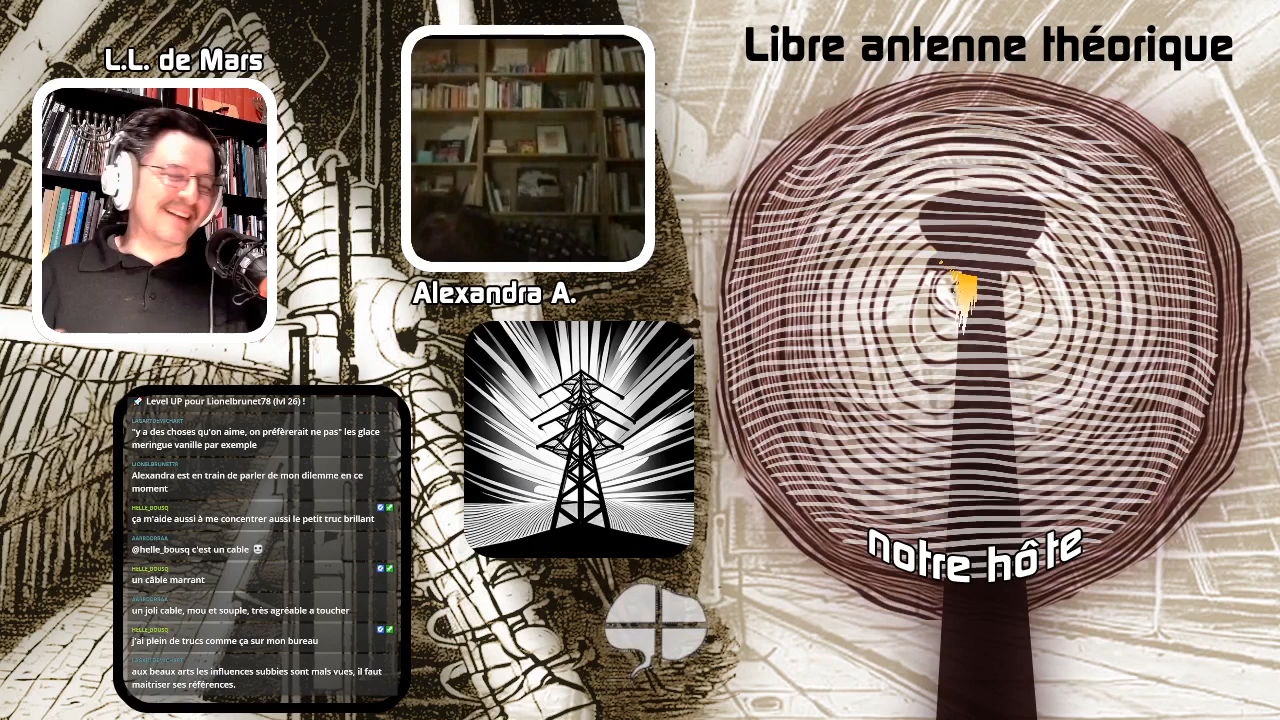 Libre antenne théorique
L.L. de Mars
Alexandra A.
🚀 Level UP pour Lionelbrunet78 (lvl 26) !
"y a des choses qu'on aime, on préfèrerait ne pas" les glace
meringue vanille par exemple
LIONELBRUNET78
Alexandra est en train de parler de mon dilemme en ce
moment
HELLE_BOUSQ
ça m'aide aussi à me concentrer aussi le petit truc brillant
@helle_bousq c'est un cable 💀
HELLE_BOUSQ
un câble marrant
un joli cable, mou et souple, très agréable a toucher
HELLE_BOUSQ
j'ai plein de trucs comme ça sur mon bureau
aux beaux arts les influences subbies sont mals vues, il faut
maitriser ses références.
notre hôte